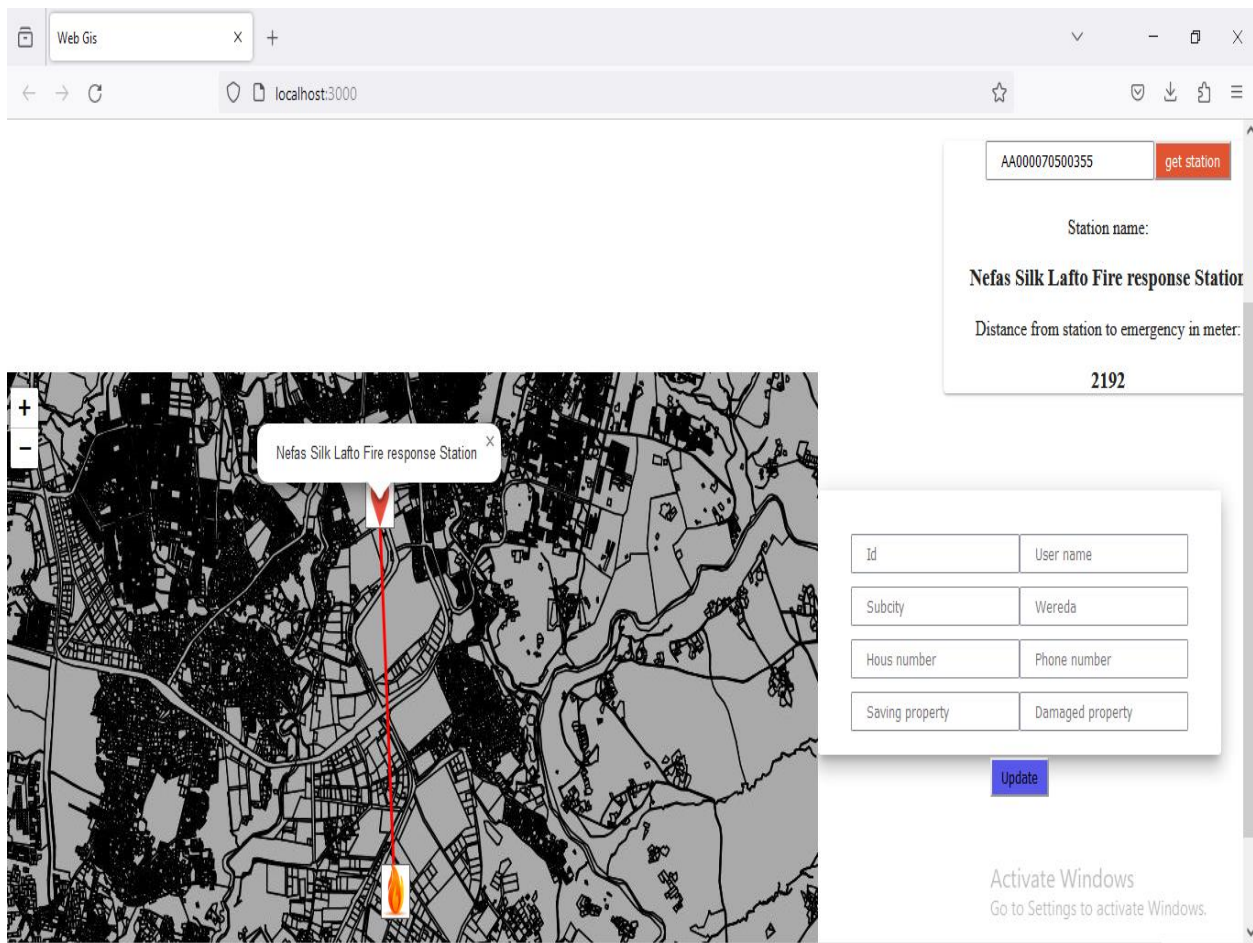 Web Gis
localhost:3000
AA000070500355
get station
Station name:
Nefas Silk Lafto Fire response Station
Distance from station to emergency in meter:
2192
+
-
Nefas Silk Lafto Fire response Station
×
Id
User name
Subcity
Wereda
Hous number
Phone number
Saving property
Damaged property
Update
Activate Windows
Go to Settings to activate Windows.